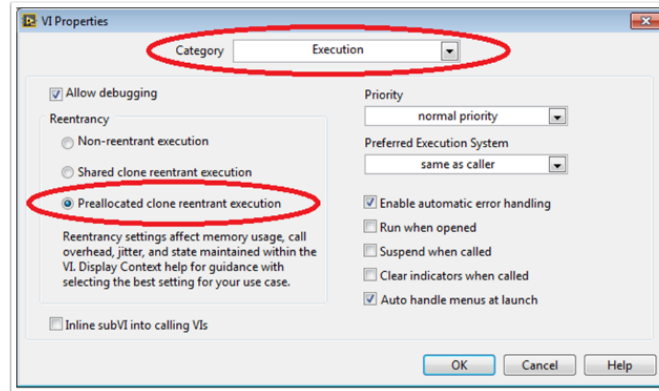 VI Properties
Category
Execution
Allow debugging
Reentrancy
Non-reentrant execution
Shared clone reentrant execution
Preallocated clone reentrant execution
Reentrancy settings affect memory usage, call
overhead, jitter, and state maintained within the
VI. Display Context help for guidance with
selecting the best setting for your use case.
Inline subVI into calling VIs
Priority
normal priority
Preferred Execution System
same as caller
Enable automatic error handling
Run when opened
Suspend when called
Clear indicators when called
Auto handle menus at launch
OK
Cancel
Help